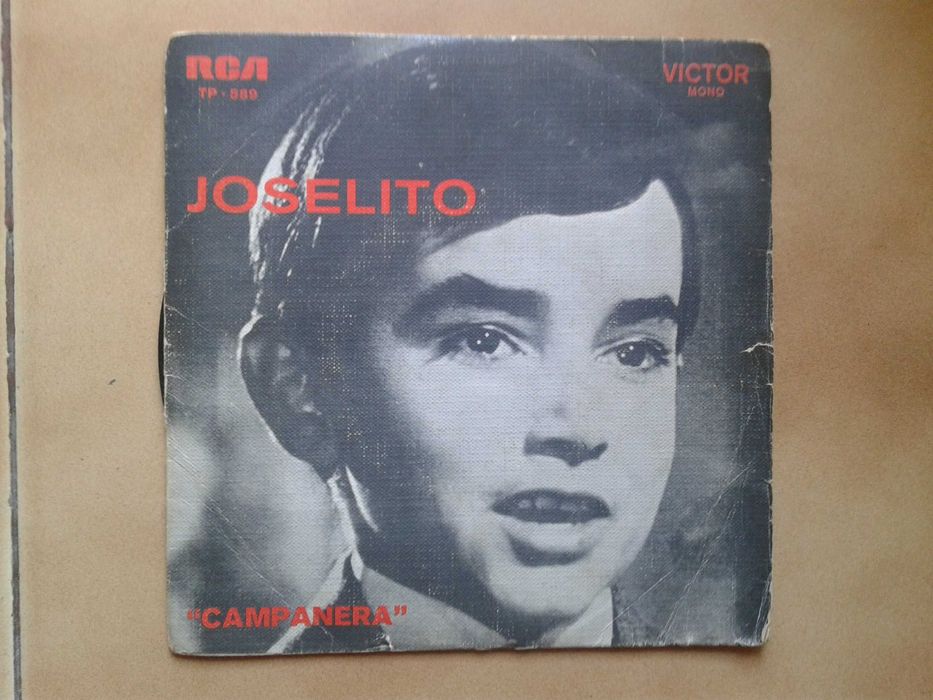 RCA
TP - 589
VICTOR
MONO
JOSELITO
"CAMPANERA"